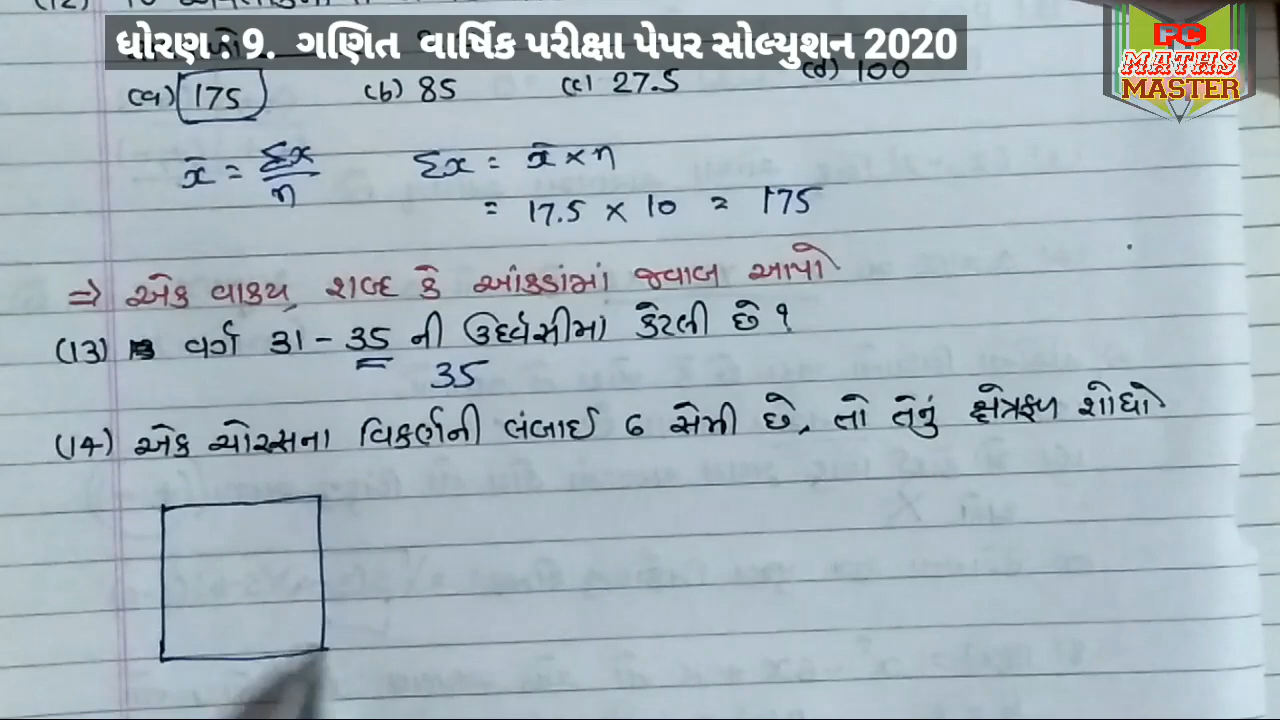 ધોરણ : 9. ગણિત વાર્ષિક પરીક્ષા પેપર સોલ્યુશન 2020
PC
MATHS
MASTER
(12) 10
(a) 175 (b) 85 (c) 27.5 (d) 100
x̄ = Σx / n Σx = x̄ × n
= 17.5 × 10 = 175
⇒ એક વાક્ય, શબ્દ કે આંકડાંમાં જવાબ આપો
(13) વર્ગ 31 - 35 ની ઉર્ધ્વસીમા કેટલી છે ?
35
(14) એક ચોરસના વિકર્ણની લંબાઈ 6 સેમી છે, તો તેનું ક્ષેત્રફળ શોધો